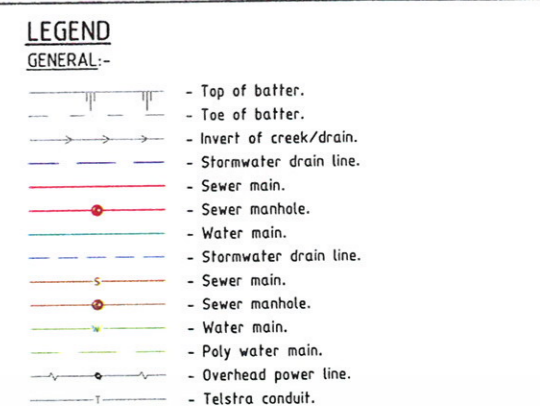 LEGEND
GENERAL:-
- Top of batter.
- Toe of batter.
- Invert of creek/drain.
- Stormwater drain line.
- Sewer main.
- Sewer manhole.
- Water main.
- Stormwater drain line.
S - Sewer main.
- Sewer manhole.
- Water main.
- Poly water main.
- Overhead power line.
T - Telstra conduit.